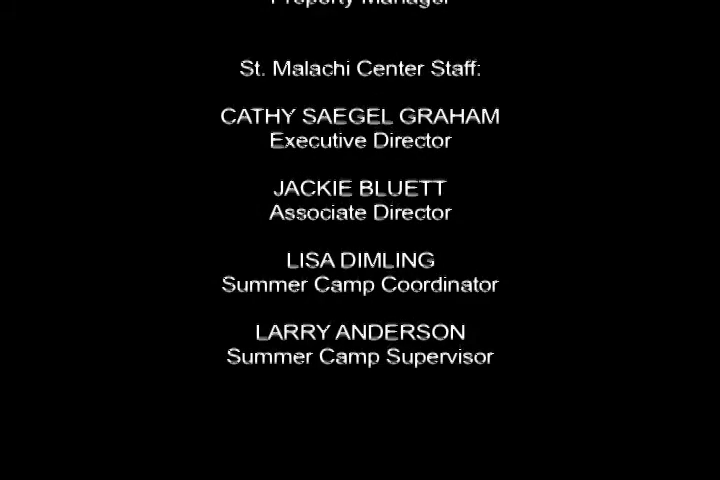 Property Manager
St. Malachi Center Staff:
CATHY SAEGEL GRAHAM
Executive Director
JACKIE BLUETT
Associate Director
LISA DIMLING
Summer Camp Coordinator
LARRY ANDERSON
Summer Camp Supervisor